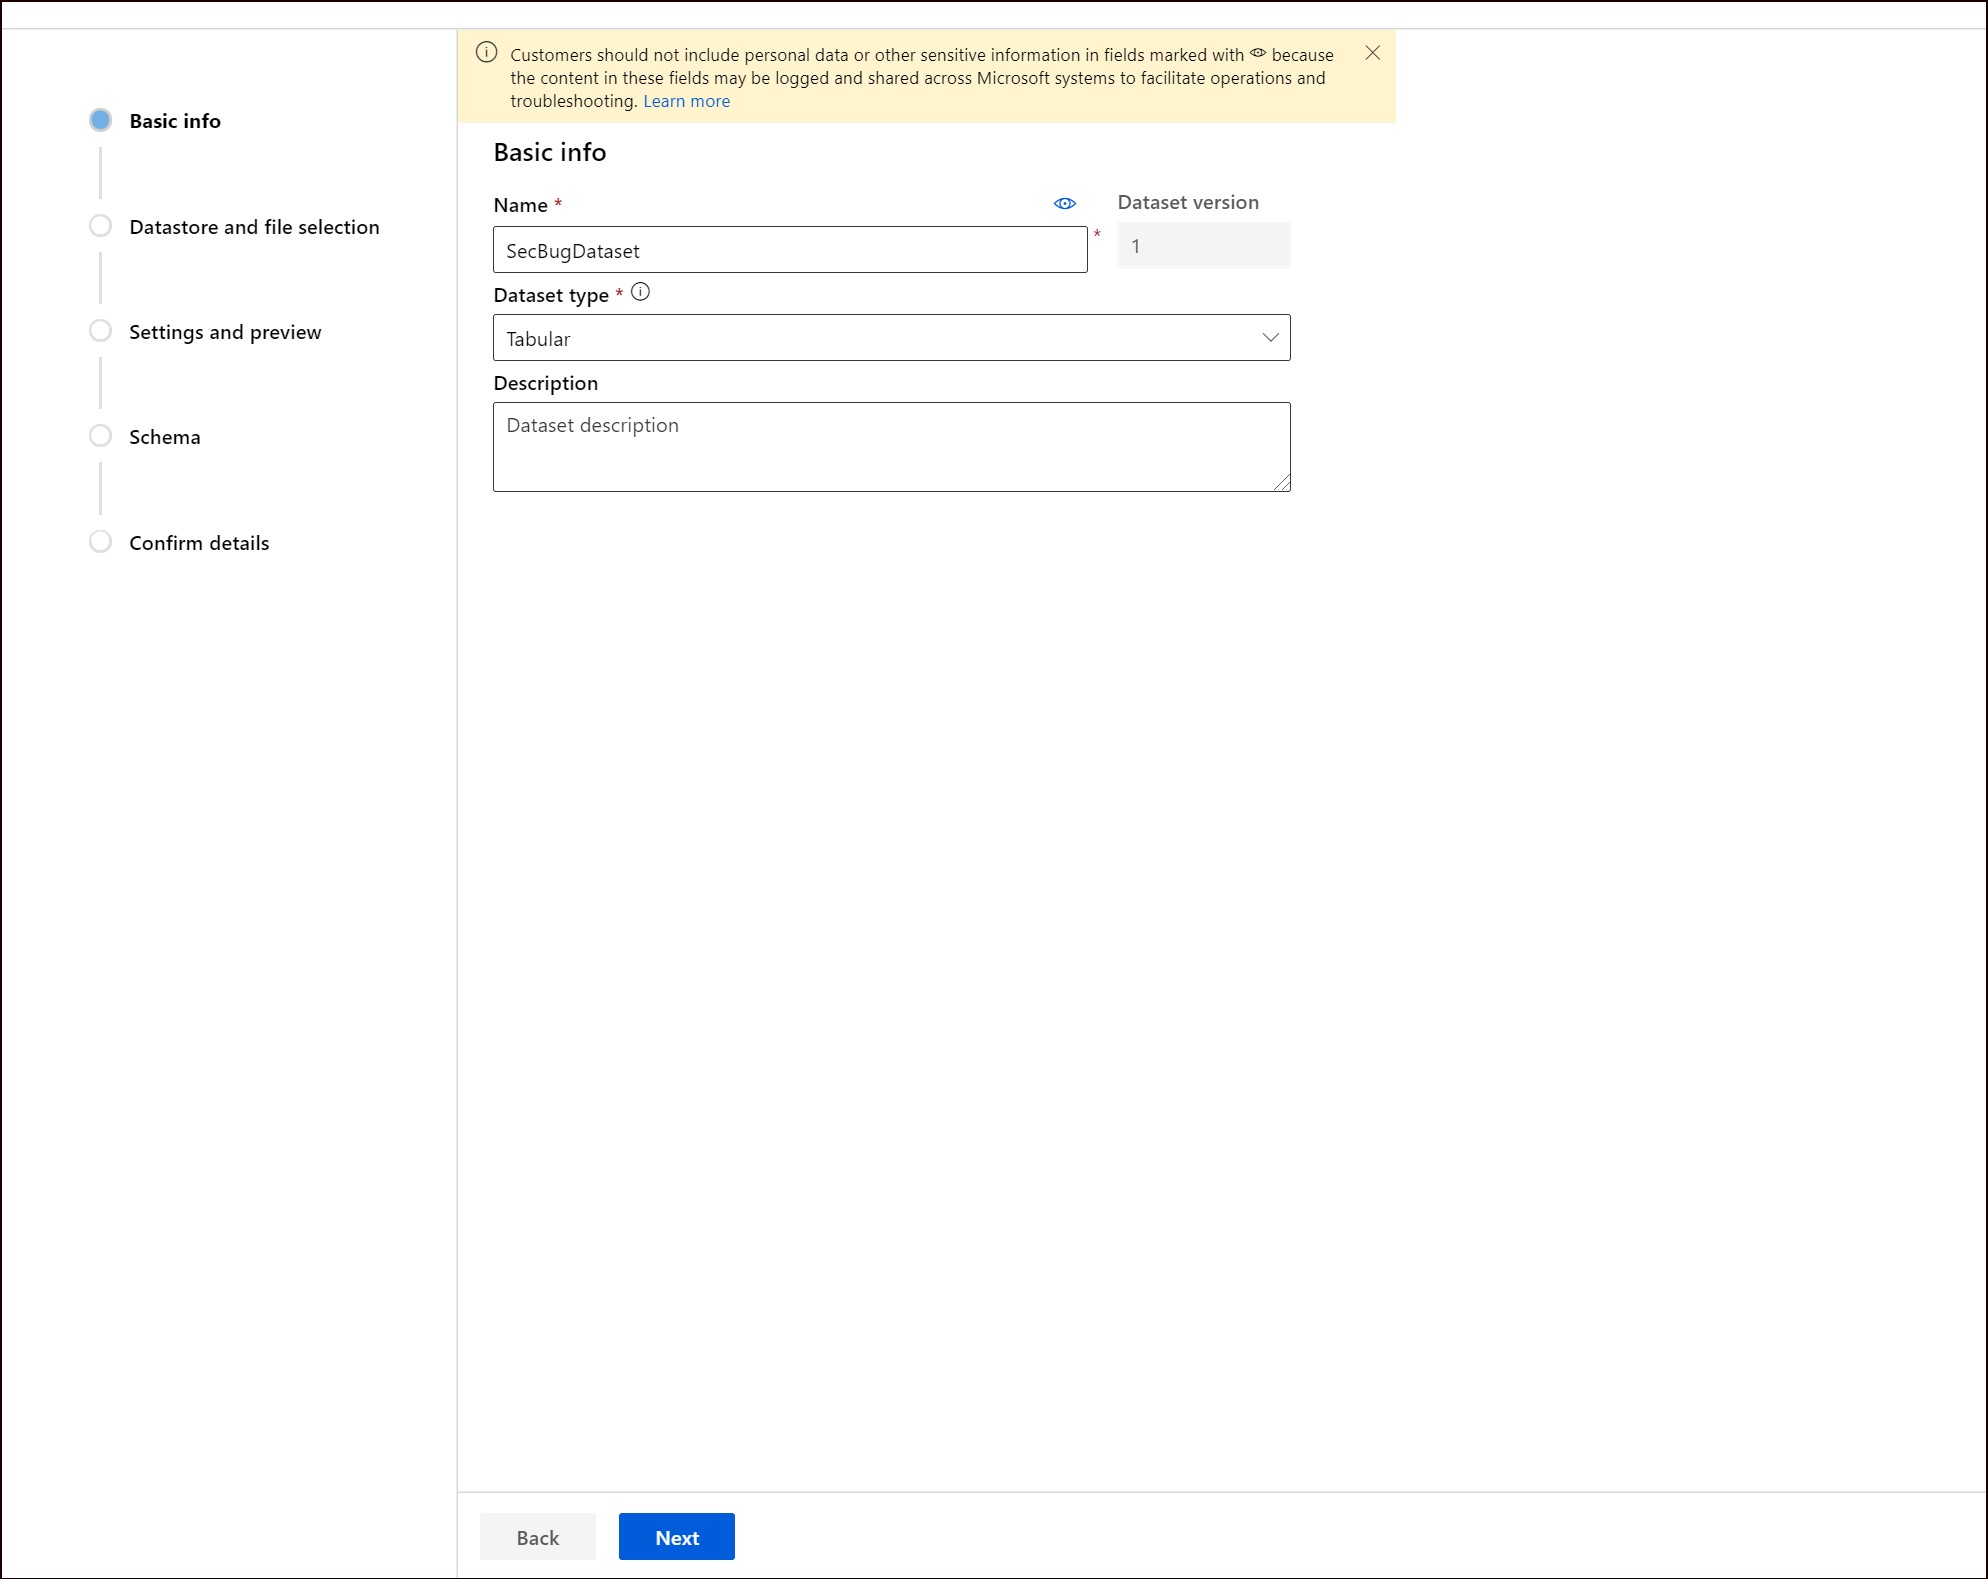 Customers should not include personal data or other sensitive information in fields marked with because
the content in these fields may be logged and shared across Microsoft systems to facilitate operations and
troubleshooting. Learn more
Basic info
Datastore and file selection
Settings and preview
Schema
Confirm details
Basic info
Name *
Dataset version
SecBugDataset
*
1
Dataset type *
Tabular
Description
Dataset description
Back
Next